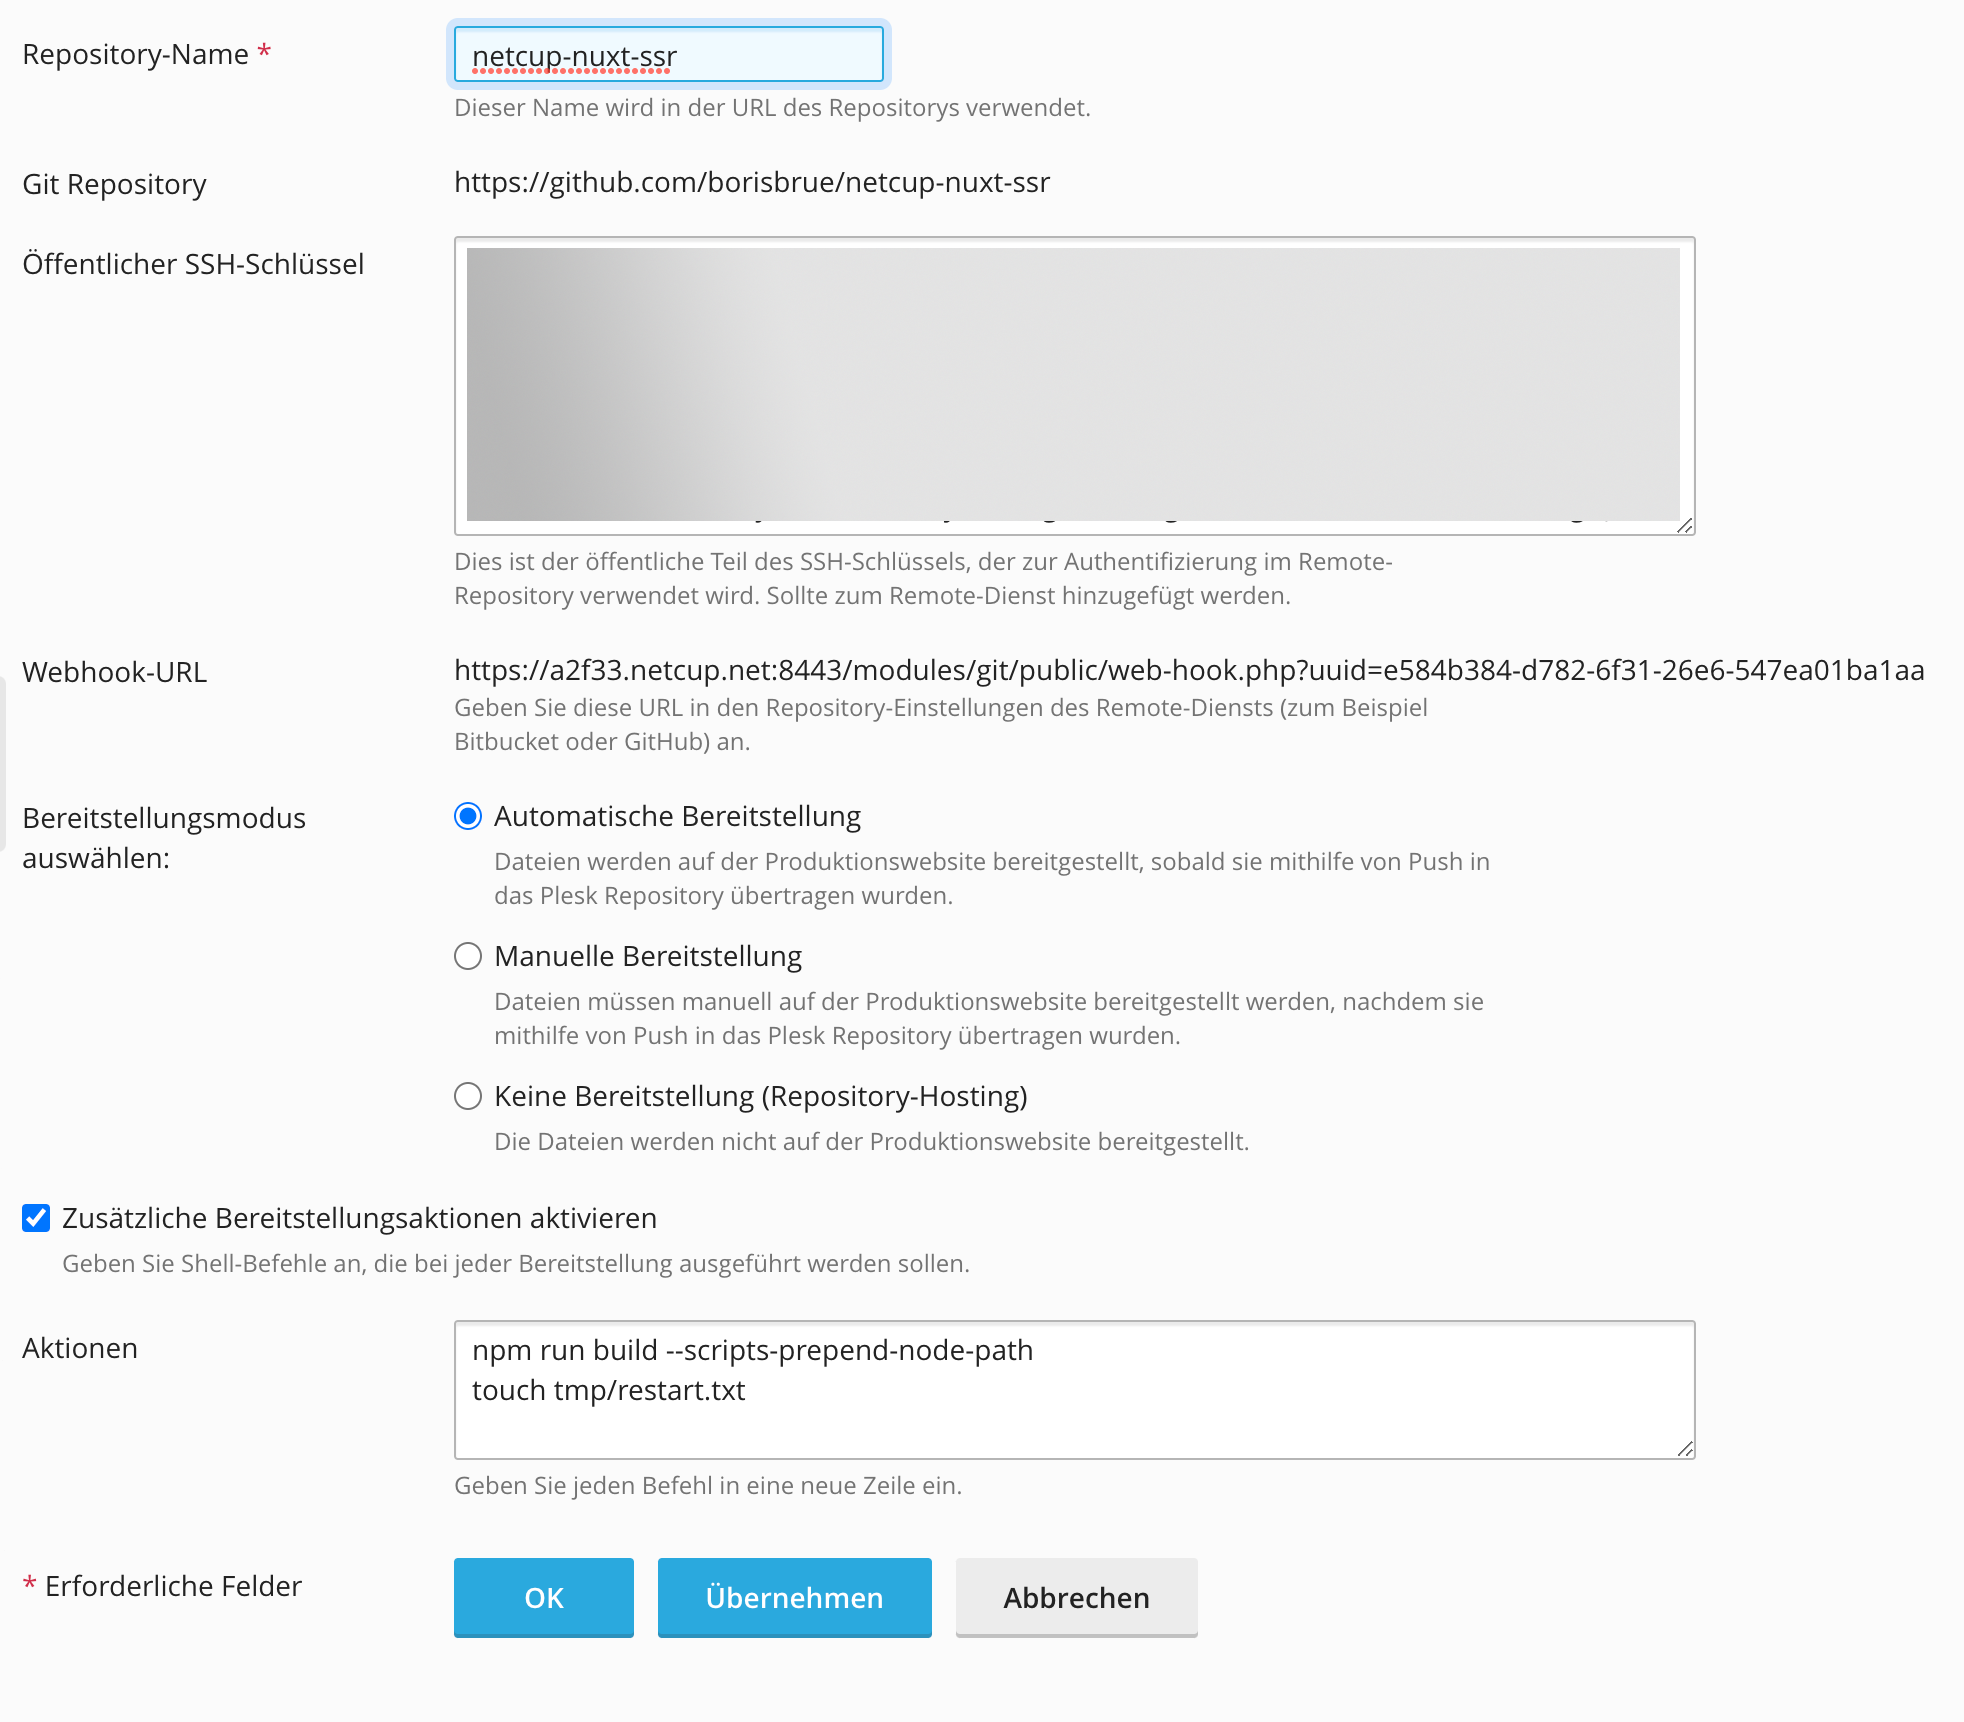 Repository-Name *
netcup-nuxt-ssr
Dieser Name wird in der URL des Repositorys verwendet.
Git Repository
https://github.com/borisbrue/netcup-nuxt-ssr
Öffentlicher SSH-Schlüssel
Dies ist der öffentliche Teil des SSH-Schlüssels, der zur Authentifizierung im Remote-
Repository verwendet wird. Sollte zum Remote-Dienst hinzugefügt werden.
Webhook-URL
https://a2f33.netcup.net:8443/modules/git/public/web-hook.php?uuid=e584b384-d782-6f31-26e6-547ea01ba1aa
Geben Sie diese URL in den Repository-Einstellungen des Remote-Diensts (zum Beispiel
Bitbucket oder GitHub) an.
Bereitstellungsmodus
auswählen:
Automatische Bereitstellung
Dateien werden auf der Produktionswebsite bereitgestellt, sobald sie mithilfe von Push in
das Plesk Repository übertragen wurden.
Manuelle Bereitstellung
Dateien müssen manuell auf der Produktionswebsite bereitgestellt werden, nachdem sie
mithilfe von Push in das Plesk Repository übertragen wurden.
Keine Bereitstellung (Repository-Hosting)
Die Dateien werden nicht auf der Produktionswebsite bereitgestellt.
Zusätzliche Bereitstellungsaktionen aktivieren
Geben Sie Shell-Befehle an, die bei jeder Bereitstellung ausgeführt werden sollen.
Aktionen
npm run build --scripts-prepend-node-path
touch tmp/restart.txt
Geben Sie jeden Befehl in eine neue Zeile ein.
* Erforderliche Felder
OK
Übernehmen
Abbrechen